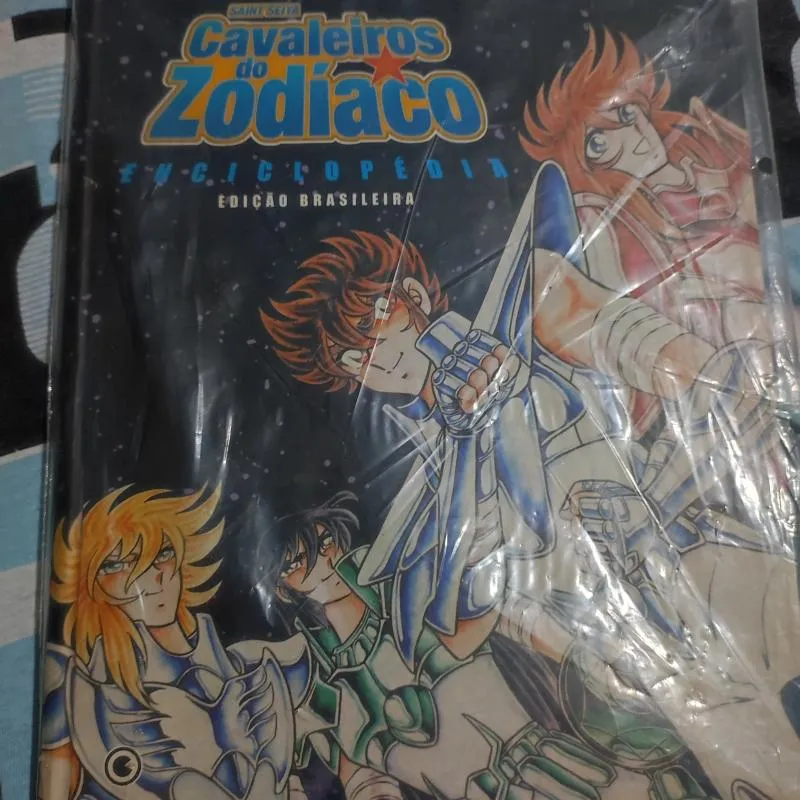 SAINT SEIYA
Cavaleiros
do
Zodíaco
ENCICLOPÉDIA
EDIÇÃO BRASILEIRA